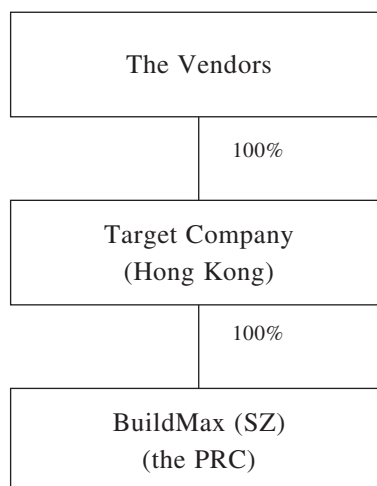 The Vendors
100%
Target Company
(Hong Kong)
100%
BuildMax (SZ)
(the PRC)